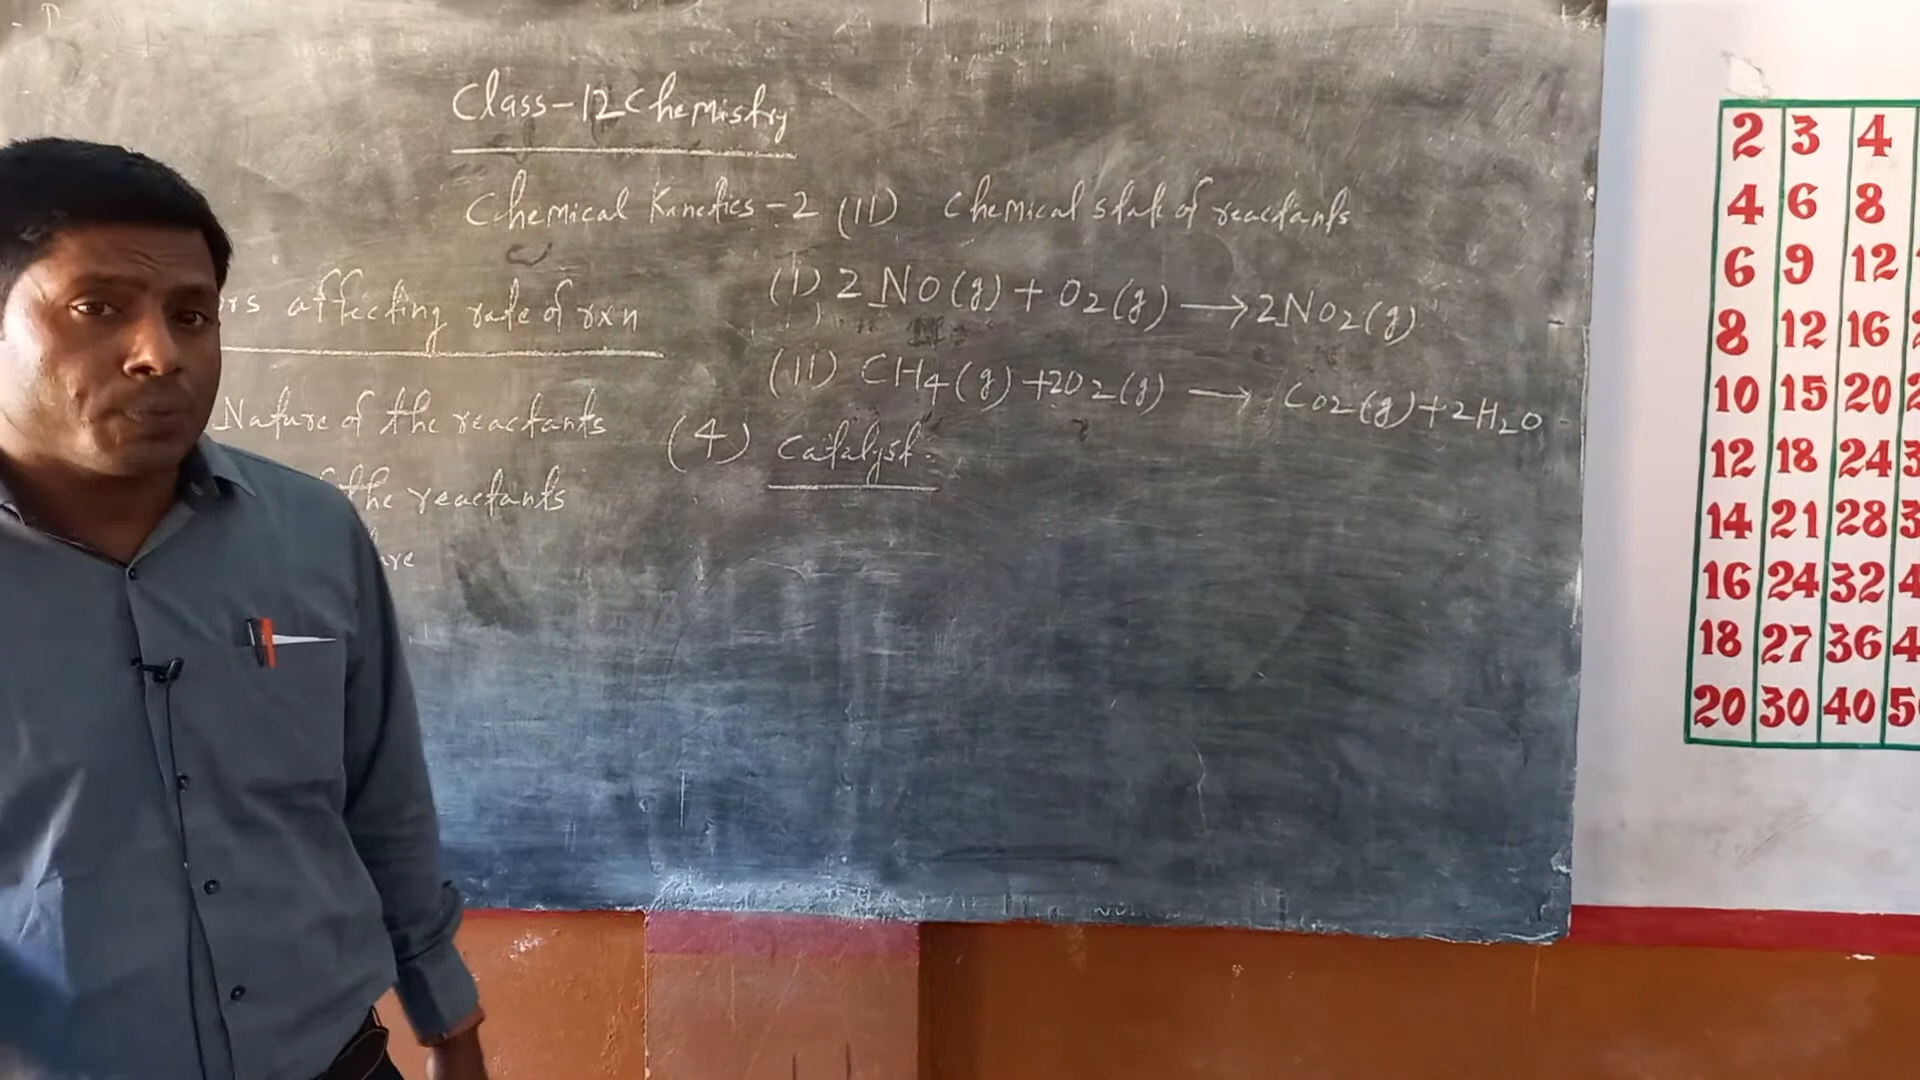 Class-12 Chemistry
Chemical Kinetics-2
affecting rate of rxn
Nature of the reactants
the reactants
(II) Chemical state of reactants
(I) 2NO(g) + O2(g) → 2NO2(g)
(II) CH4(g) + 2O2(g) → CO2(g) + 2H2O
(4) Catalyst.
2 3 4
4 6 8
6 9 12
8 12 16
10 15 20
12 18 24
14 21 28
16 24 32
18 27 36
20 30 40